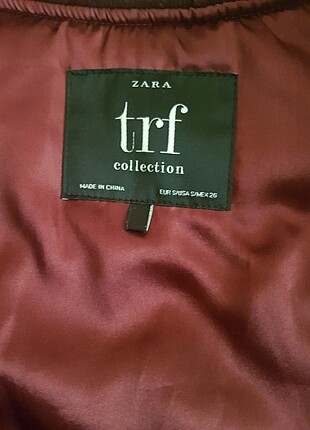 ZARA
trf
collection
MADE IN CHINA
EUR S/USA S/MEX 26